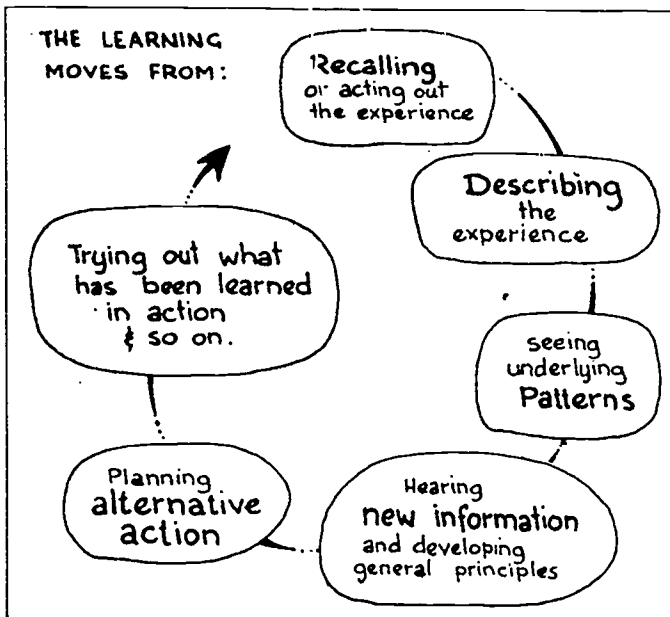 THE LEARNING
MOVES FROM:
Recalling
or acting out
the experience
Describing
the
experience
seeing
underlying
Patterns
Hearing
new information
and developing
general principles
Planning
alternative
action
Trying out what
has been learned
in action
& so on.